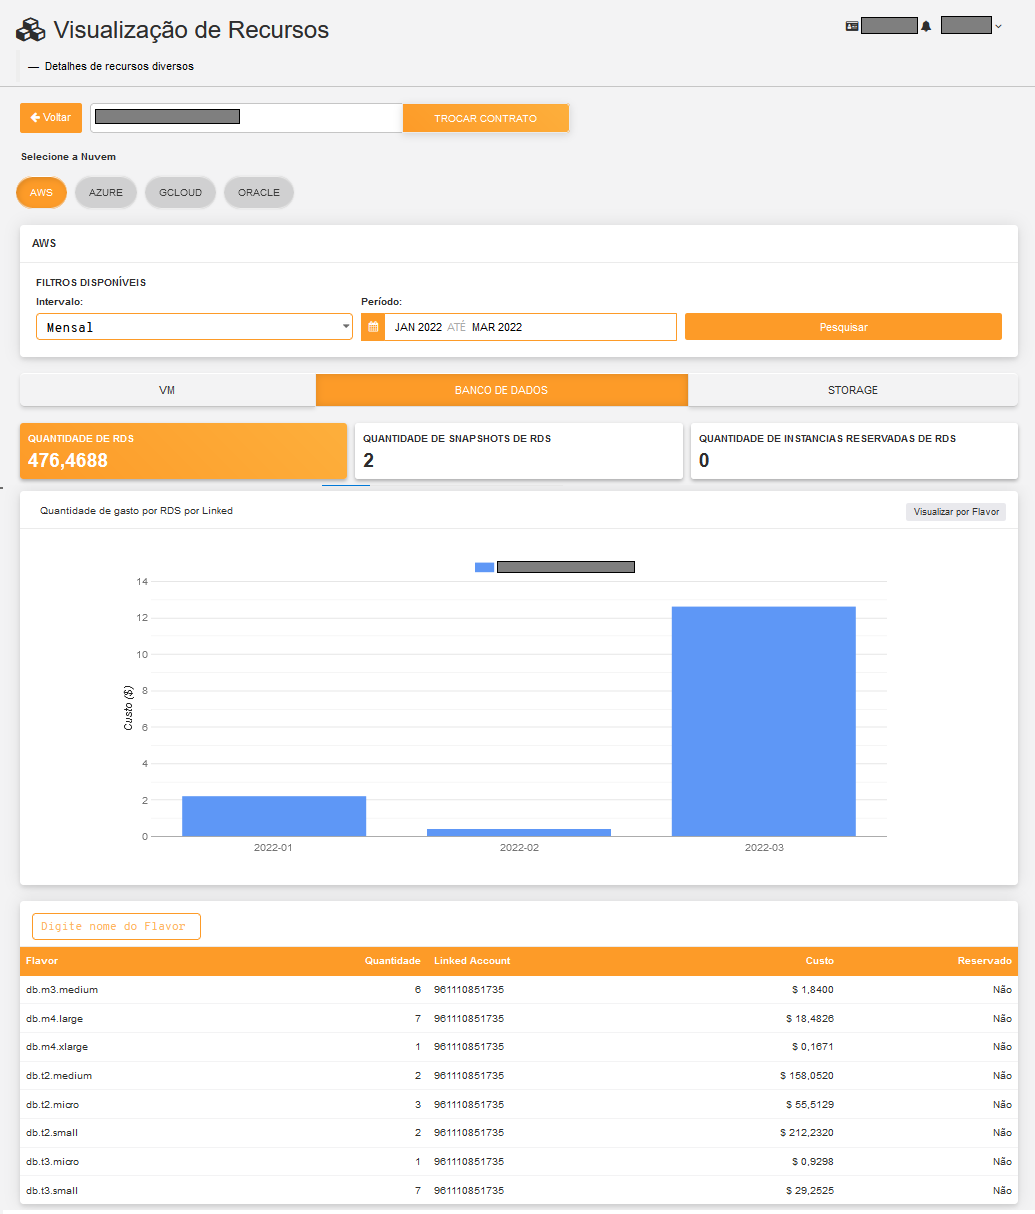 Visualização de Recursos
— Detalhes de recursos diversos
Voltar
TROCAR CONTRATO
Selecione a Nuvem
AWS AZURE GCLOUD ORACLE
AWS
FILTROS DISPONÍVEIS
Intervalo: Período:
Mensal JAN 2022 ATÉ MAR 2022 Pesquisar
VM BANCO DE DADOS STORAGE
QUANTIDADE DE RDS QUANTIDADE DE SNAPSHOTS DE RDS QUANTIDADE DE INSTANCIAS RESERVADAS DE RDS
476,4688 2 0
Quantidade de gasto por RDS por Linked Visualizar por Flavor
14
12
10
8
6
4
2
0
Custo ($)
2022-01 2022-02 2022-03
Digite nome do Flavor
Flavor Quantidade Linked Account Custo Reservado
db.m3.medium 6 961110851735 $ 1,8400 Não
db.m4.large 7 961110851735 $ 18,4826 Não
db.m4.xlarge 1 961110851735 $ 0,1671 Não
db.t2.medium 2 961110851735 $ 158,0520 Não
db.t2.micro 3 961110851735 $ 55,5129 Não
db.t2.small 2 961110851735 $ 212,2320 Não
db.t3.micro 1 961110851735 $ 0,9298 Não
db.t3.small 7 961110851735 $ 29,2525 Não